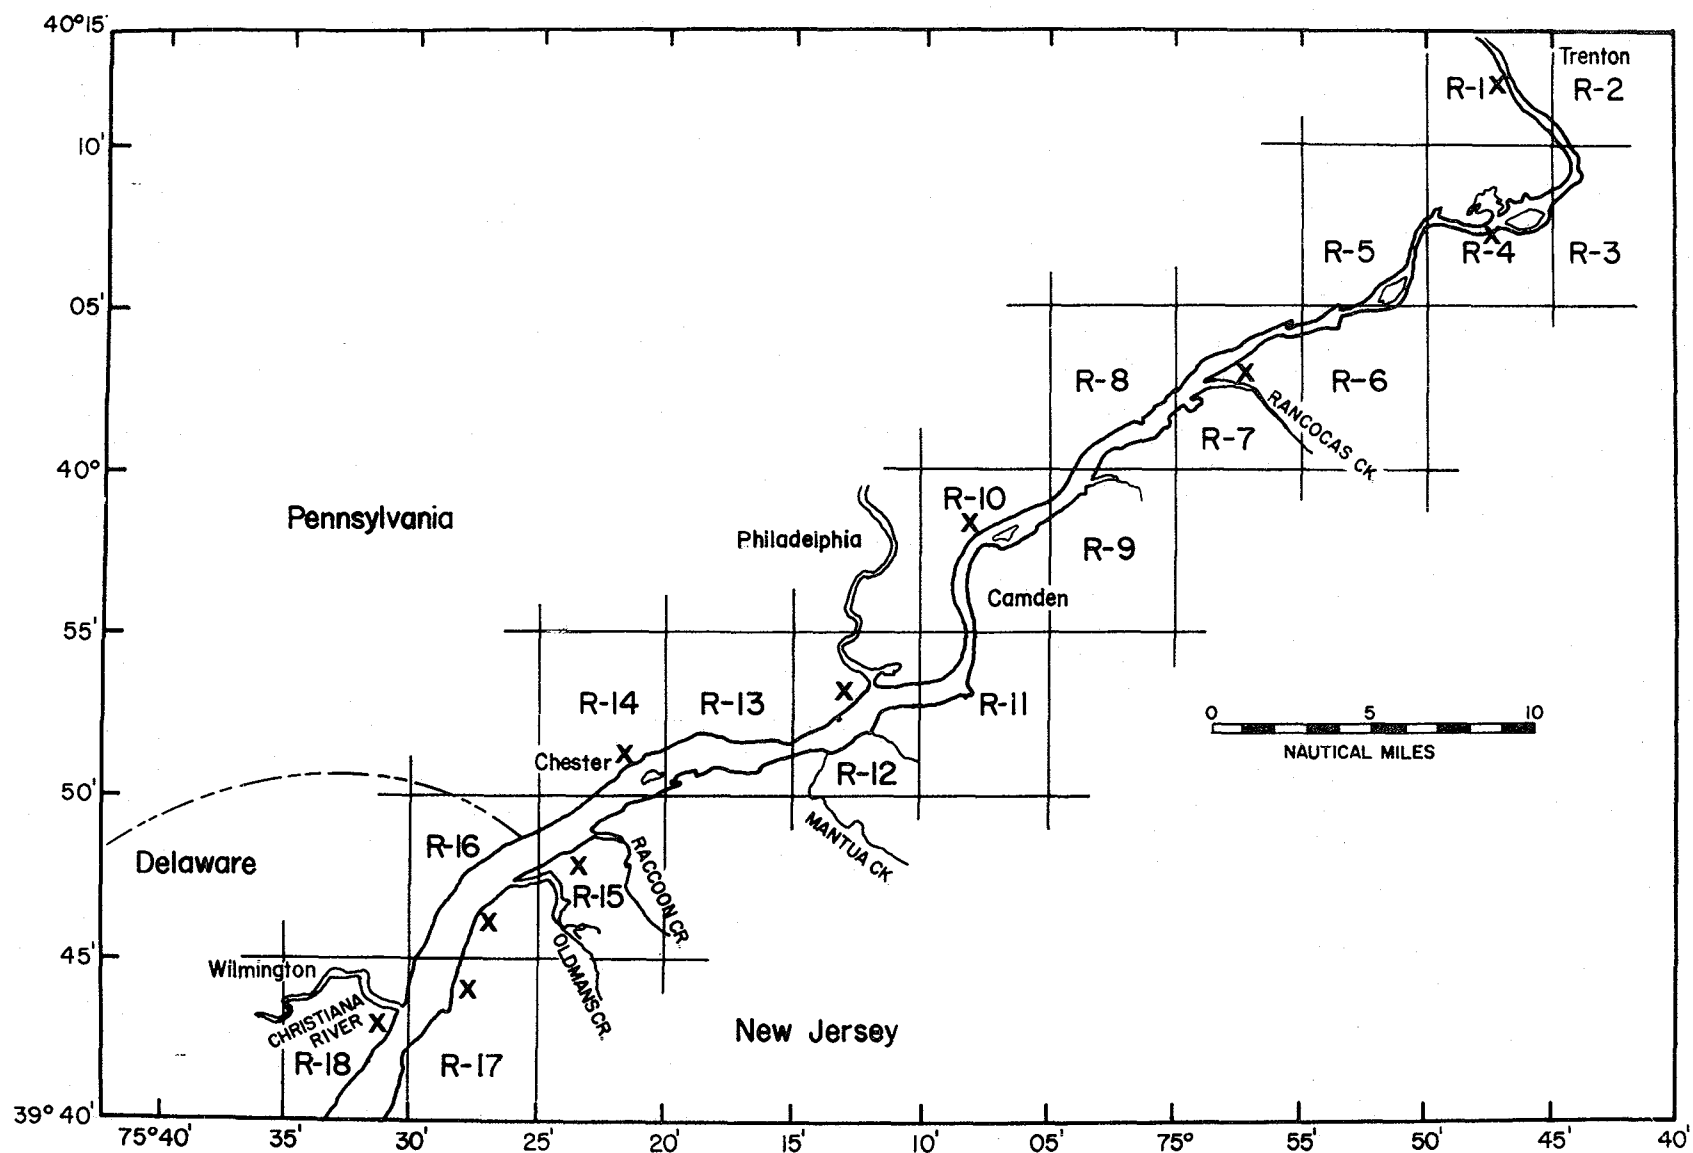 40°15'
Trenton
R-1X
R-2
10'
R-5
X
R-4
R-3
05'
R-8
X
R-6
RANCOCAS CK
R-7
40°
R-10
X
Pennsylvania
Philadelphia
R-9
Camden
55'
X
R-14
R-13
R-11
0 5 10
NAUTICAL MILES
X
Chester
R-12
50'
MANTUA CK
R-16
Delaware
X
RACCOON CR
R-15
X
OLDMANS CR.
45'
Wilmington
X
CHRISTIANA
RIVER
X
New Jersey
R-18
R-17
39°40'
75°40' 35' 30' 25' 20' 15' 10' 05' 75° 55' 50' 45' 40'